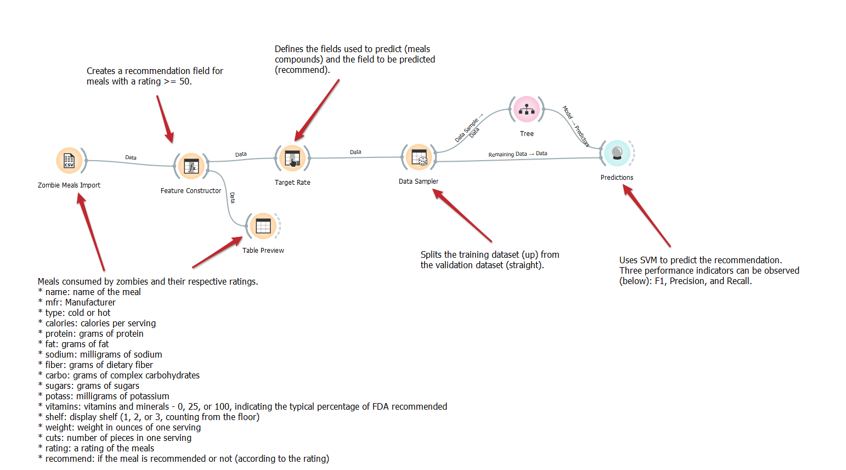 Defines the fields used to predict (meals
compounds) and the field to be predicted
(recommend).
Creates a recommendation field for
meals with a rating >= 50.
Data Sample → Data
Model → Predictors
Tree
CSV
Data
Data
Data
Remaining Data → Data
Zombie Meals Import
Feature Constructor
Target Rate
Data Sampler
Predictions
Data
Table Preview
Splits the training dataset (up) from
the validation dataset (straight).
Uses SVM to predict the recommendation.
Three performance indicators can be observed
(below): F1, Precision, and Recall.
Meals consumed by zombies and their respective ratings.
* name: name of the meal
* mfr: Manufacturer
* type: cold or hot
* calories: calories per serving
* protein: grams of protein
* fat: grams of fat
* sodium: milligrams of sodium
* fiber: grams of dietary fiber
* carbo: grams of complex carbohydrates
* sugars: grams of sugars
* potass: milligrams of potassium
* vitamins: vitamins and minerals - 0, 25, or 100, indicating the typical percentage of FDA recommended
* shelf: display shelf (1, 2, or 3, counting from the floor)
* weight: weight in ounces of one serving
* cuts: number of pieces in one serving
* rating: a rating of the meals
* recommend: if the meal is recommended or not (according to the rating)